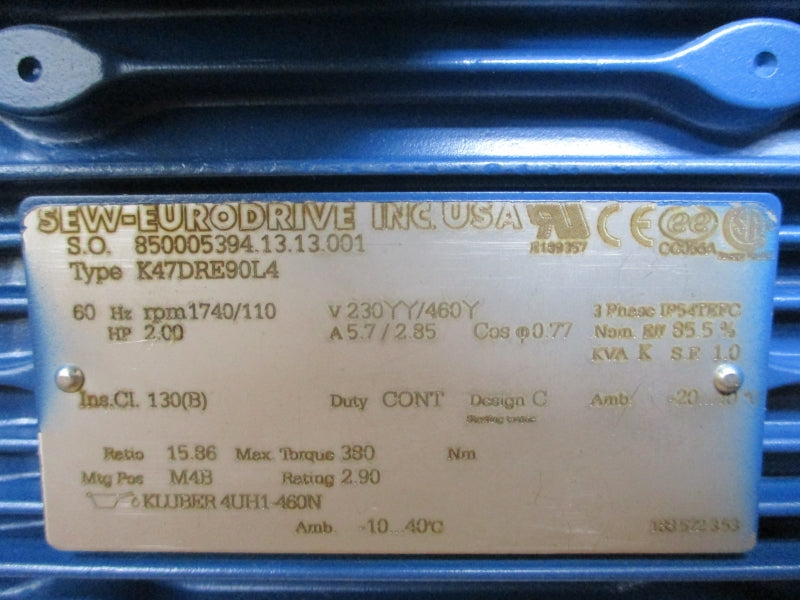 SEW-EURODRIVE INC. USA
S.O. 850005394.13.13.001
Type K47DRE90L4
60 Hz rpm 1740/110 V 230YY/460Y 3 Phase IP54TEFC
HP 2.00 A 5.7 / 2.85 Cos φ 0.77 Nom. Eff 85.5 %
KVA K S.F. 1.0
Ins.Cl. 130(B) Duty CONT Design C Amb.
Ratio 15.86 Max. Torque 380 Nm
Mtg Pos M4B Rating 2.90
KLUBER 4UH1-460N
Amb. -10...40°C